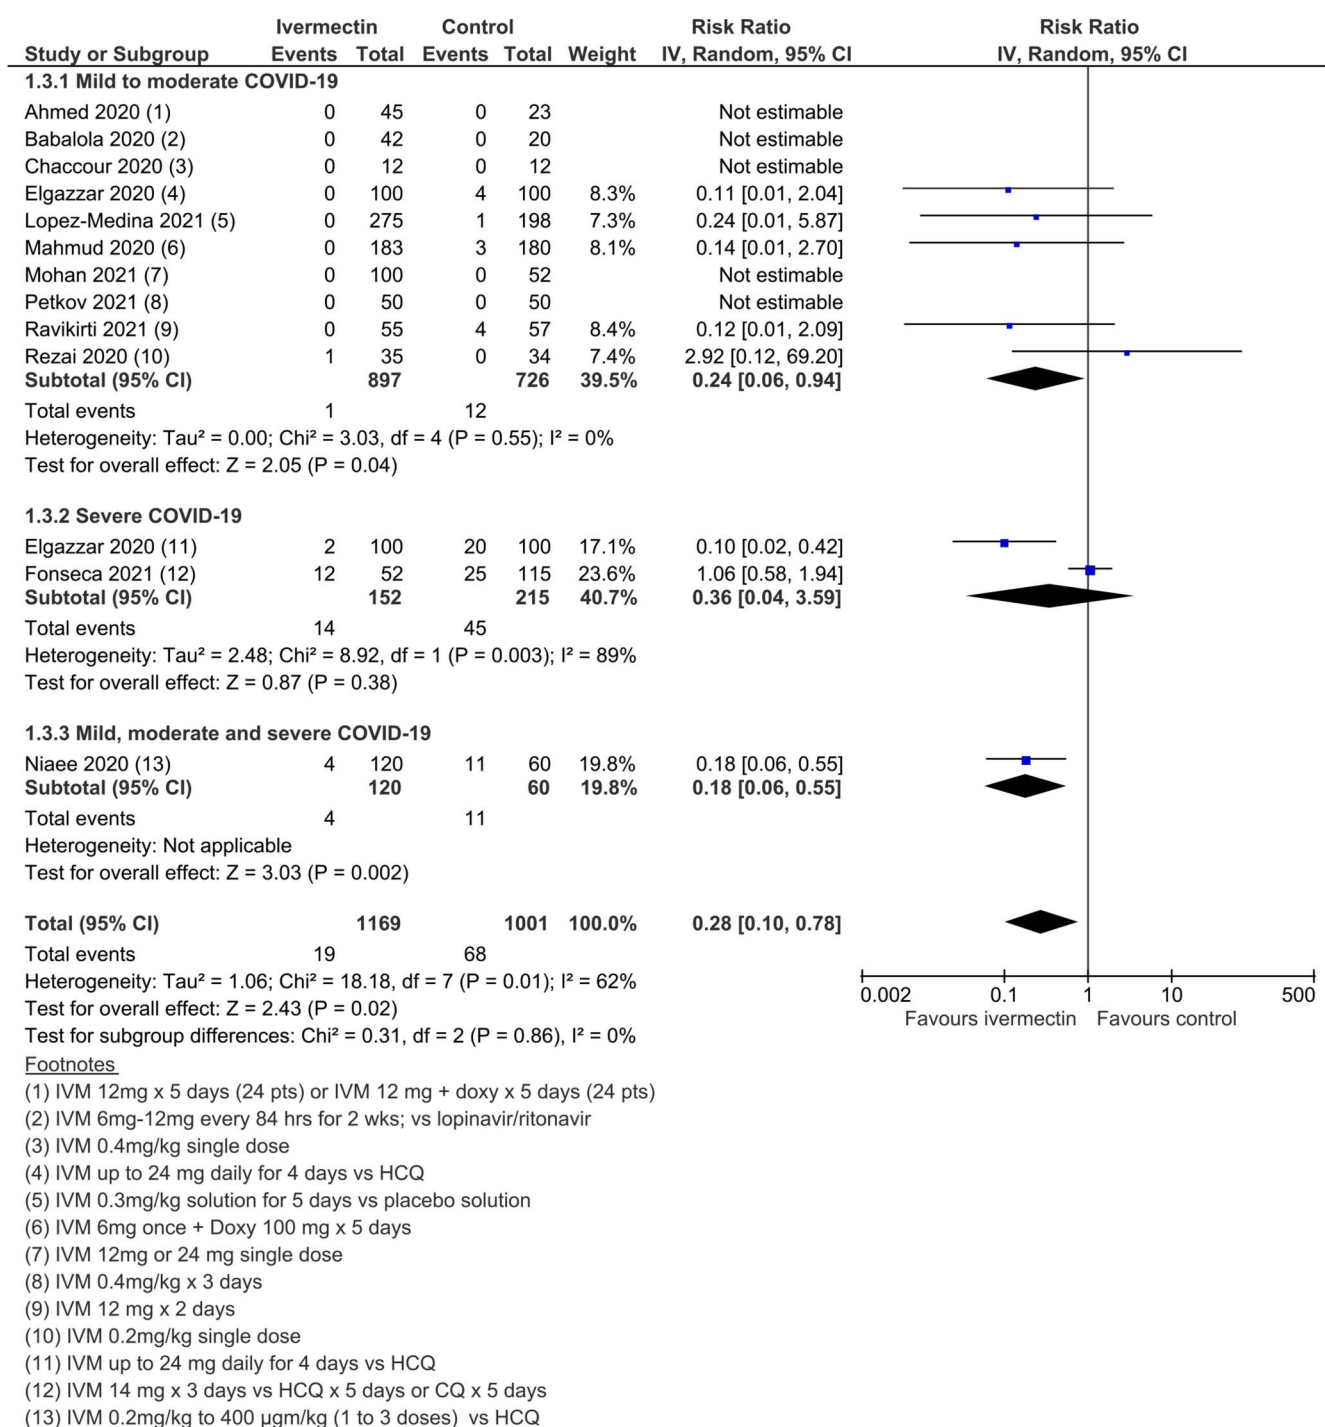 Ivermectin Control Risk Ratio Risk Ratio
Study or Subgroup Events Total Events Total Weight IV, Random, 95% CI IV, Random, 95% CI
1.3.1 Mild to moderate COVID-19
Ahmed 2020 (1) 0 45 0 23 Not estimable
Babalola 2020 (2) 0 42 0 20 Not estimable
Chaccour 2020 (3) 0 12 0 12 Not estimable
Elgazzar 2020 (4) 0 100 4 100 8.3% 0.11 [0.01, 2.04]
Lopez-Medina 2021 (5) 0 275 1 198 7.3% 0.24 [0.01, 5.87]
Mahmud 2020 (6) 0 183 3 180 8.1% 0.14 [0.01, 2.70]
Mohan 2021 (7) 0 100 0 52 Not estimable
Petkov 2021 (8) 0 50 0 50 Not estimable
Ravikirti 2021 (9) 0 55 4 57 8.4% 0.12 [0.01, 2.09]
Rezai 2020 (10) 1 35 0 34 7.4% 2.92 [0.12, 69.20]
Subtotal (95% CI) 897 726 39.5% 0.24 [0.06, 0.94]
Total events 1 12
Heterogeneity: Tau² = 0.00; Chi² = 3.03, df = 4 (P = 0.55); I² = 0%
Test for overall effect: Z = 2.05 (P = 0.04)
1.3.2 Severe COVID-19
Elgazzar 2020 (11) 2 100 20 100 17.1% 0.10 [0.02, 0.42]
Fonseca 2021 (12) 12 52 25 115 23.6% 1.06 [0.58, 1.94]
Subtotal (95% CI) 152 215 40.7% 0.36 [0.04, 3.59]
Total events 14 45
Heterogeneity: Tau² = 2.48; Chi² = 8.92, df = 1 (P = 0.003); I² = 89%
Test for overall effect: Z = 0.87 (P = 0.38)
1.3.3 Mild, moderate and severe COVID-19
Niaee 2020 (13) 4 120 11 60 19.8% 0.18 [0.06, 0.55]
Subtotal (95% CI) 120 60 19.8% 0.18 [0.06, 0.55]
Total events 4 11
Heterogeneity: Not applicable
Test for overall effect: Z = 3.03 (P = 0.002)
Total (95% CI) 1169 1001 100.0% 0.28 [0.10, 0.78]
Total events 19 68
Heterogeneity: Tau² = 1.06; Chi² = 18.18, df = 7 (P = 0.01); I² = 62%
Test for overall effect: Z = 2.43 (P = 0.02)
Test for subgroup differences: Chi² = 0.31, df = 2 (P = 0.86), I² = 0%
0.002 0.1 1 10 500
Favours ivermectin Favours control
Footnotes
(1) IVM 12mg x 5 days (24 pts) or IVM 12 mg + doxy x 5 days (24 pts)
(2) IVM 6mg-12mg every 84 hrs for 2 wks; vs lopinavir/ritonavir
(3) IVM 0.4mg/kg single dose
(4) IVM up to 24 mg daily for 4 days vs HCQ
(5) IVM 0.3mg/kg solution for 5 days vs placebo solution
(6) IVM 6mg once + Doxy 100 mg x 5 days
(7) IVM 12mg or 24 mg single dose
(8) IVM 0.4mg/kg x 3 days
(9) IVM 12 mg x 2 days
(10) IVM 0.2mg/kg single dose
(11) IVM up to 24 mg daily for 4 days vs HCQ
(12) IVM 14 mg x 3 days vs HCQ x 5 days or CQ x 5 days
(13) IVM 0.2mg/kg to 400 µgm/kg (1 to 3 doses) vs HCQ